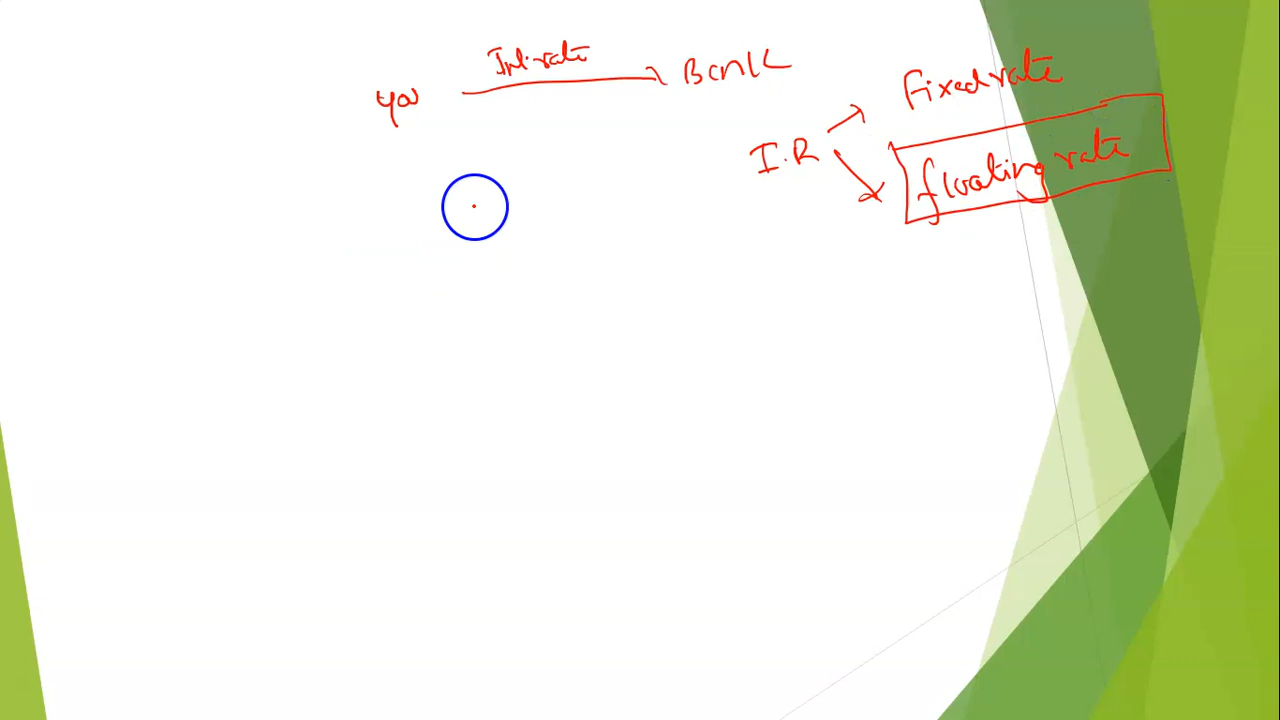 Int.rate
you
Bank
I.R
fixed rate
floating rate